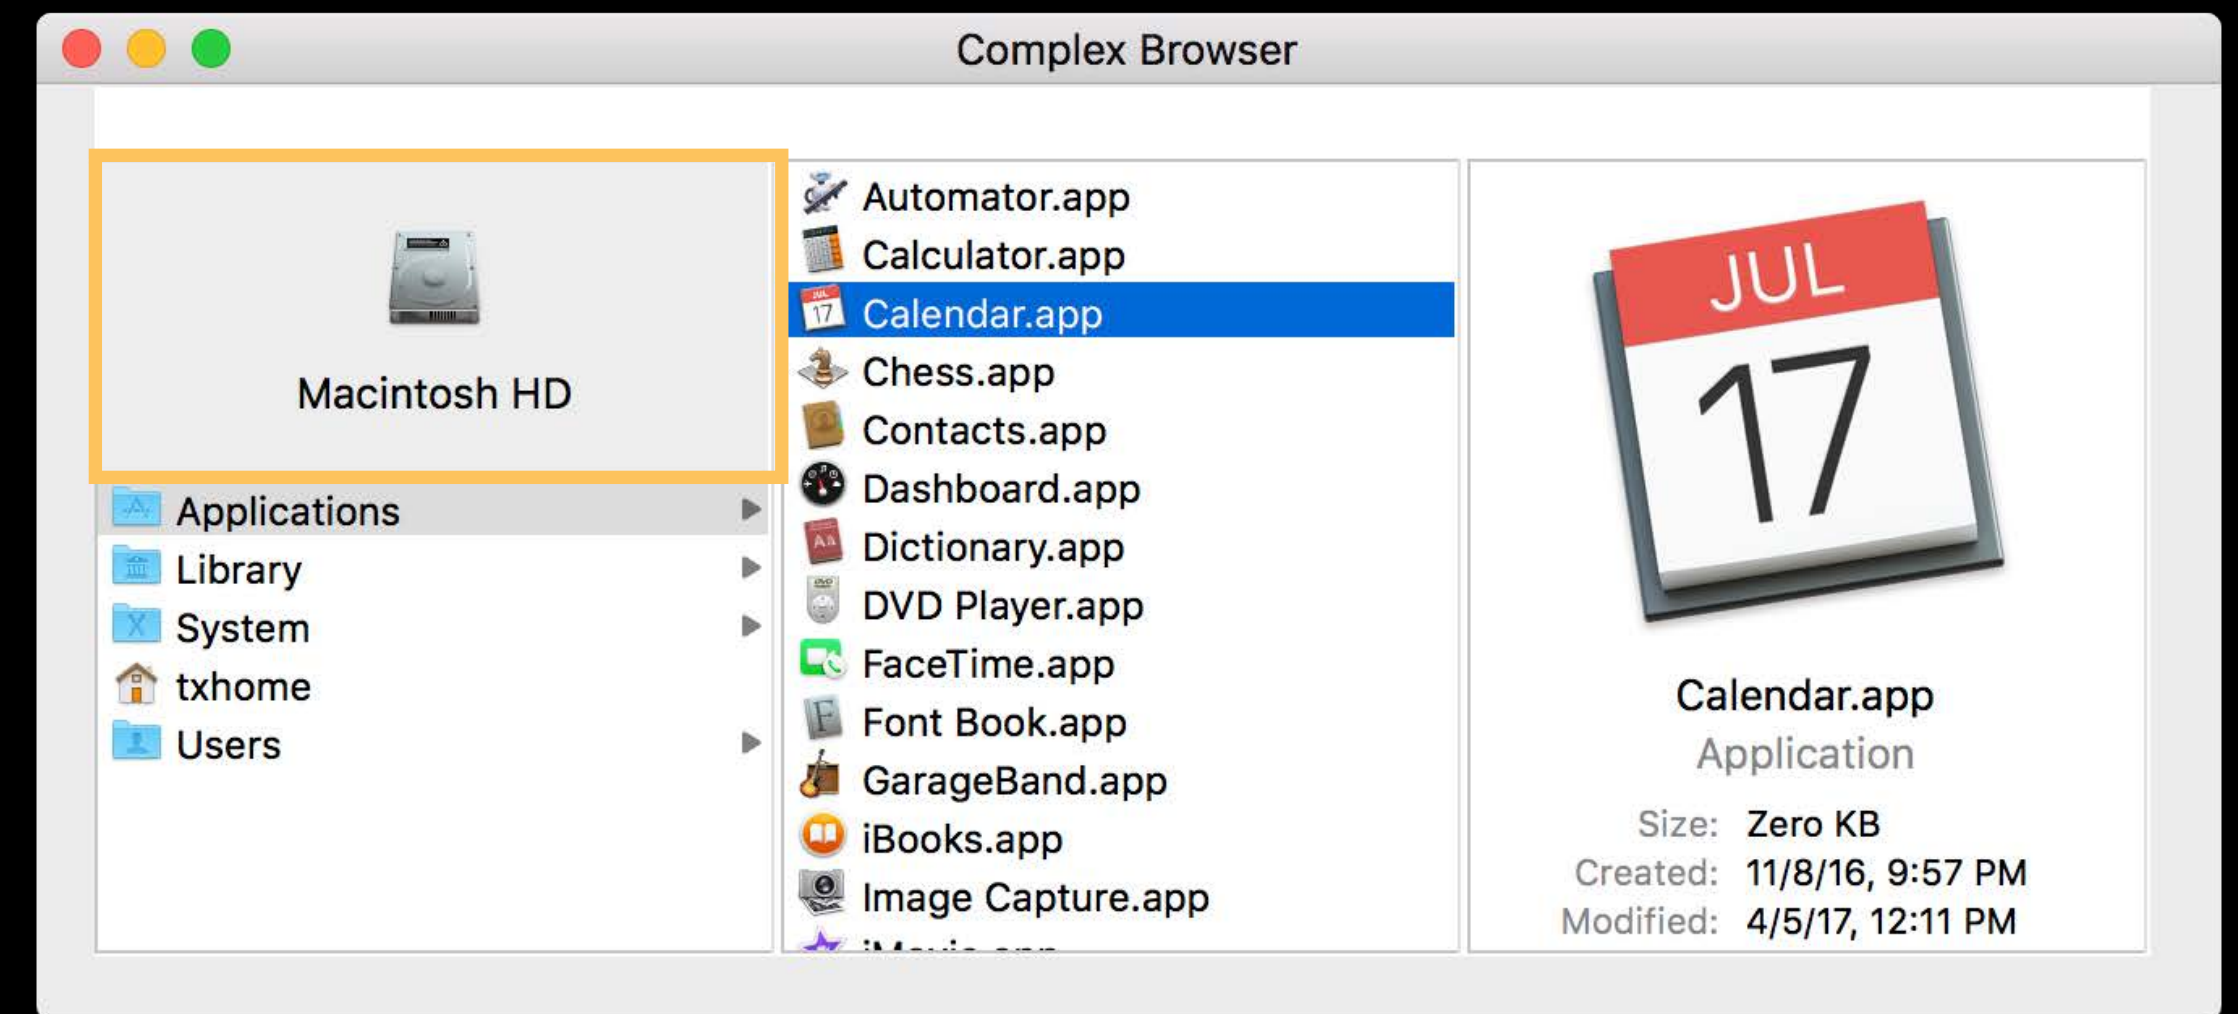 Complex Browser
Macintosh HD
Applications
Library
System
txhome
Users
Automator.app
Calculator.app
Calendar.app
Chess.app
Contacts.app
Dashboard.app
Dictionary.app
DVD Player.app
FaceTime.app
Font Book.app
GarageBand.app
iBooks.app
Image Capture.app
JUL
17
Calendar.app
Application
Size: Zero KB
Created: 11/8/16, 9:57 PM
Modified: 4/5/17, 12:11 PM